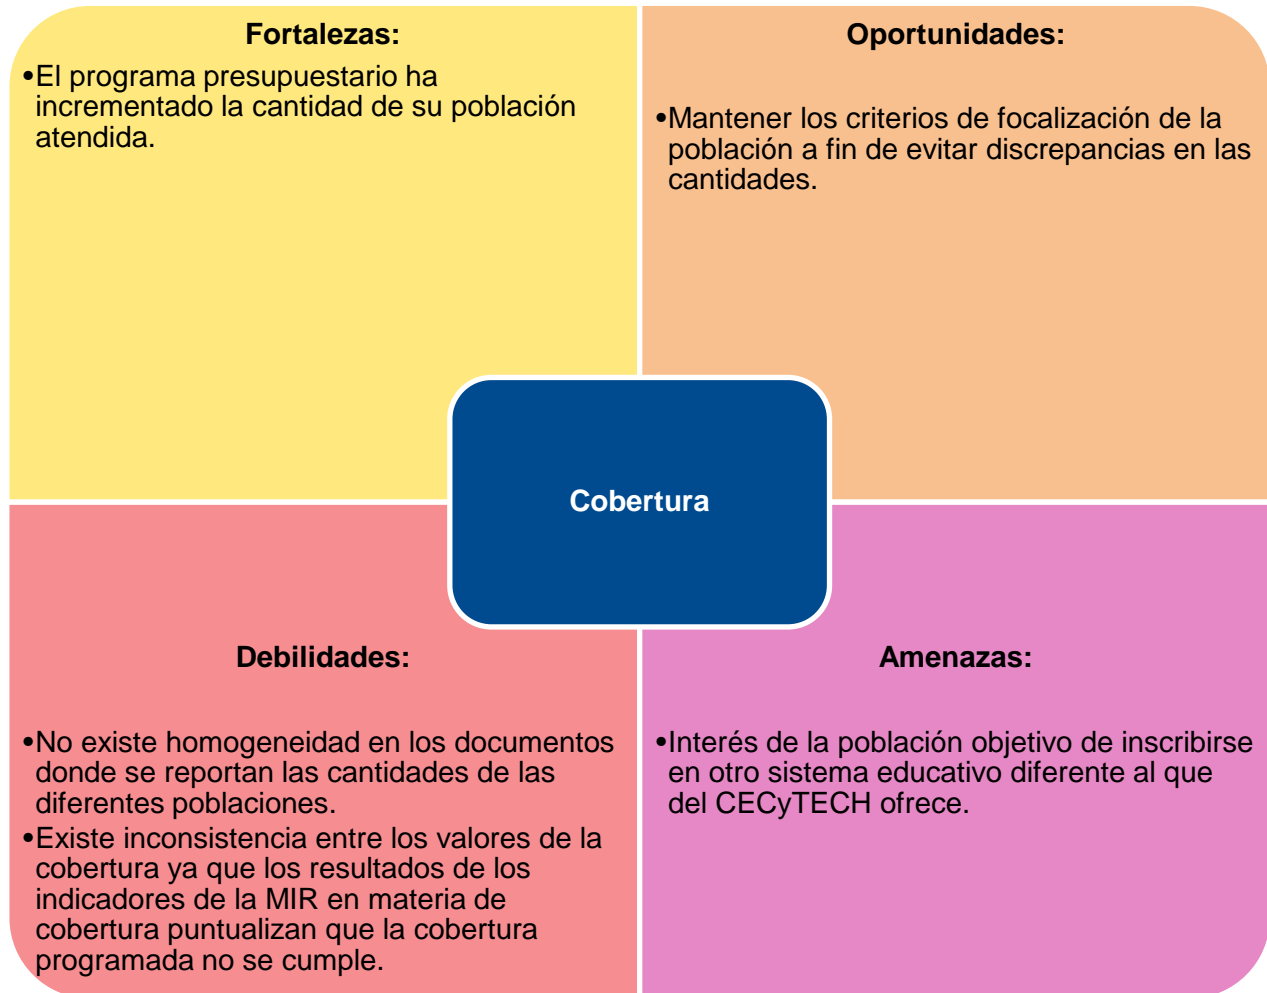 Fortalezas:
•El programa presupuestario ha
incrementado la cantidad de su población
atendida.
Oportunidades:
•Mantener los criterios de focalización de la
población a fin de evitar discrepancias en las
cantidades.
Cobertura
Debilidades:
•No existe homogeneidad en los documentos
donde se reportan las cantidades de las
diferentes poblaciones.
•Existe inconsistencia entre los valores de la
cobertura ya que los resultados de los
indicadores de la MIR en materia de
cobertura puntualizan que la cobertura
programada no se cumple.
Amenazas:
•Interés de la población objetivo de inscribirse
en otro sistema educativo diferente al que
del CECyTECH ofrece.